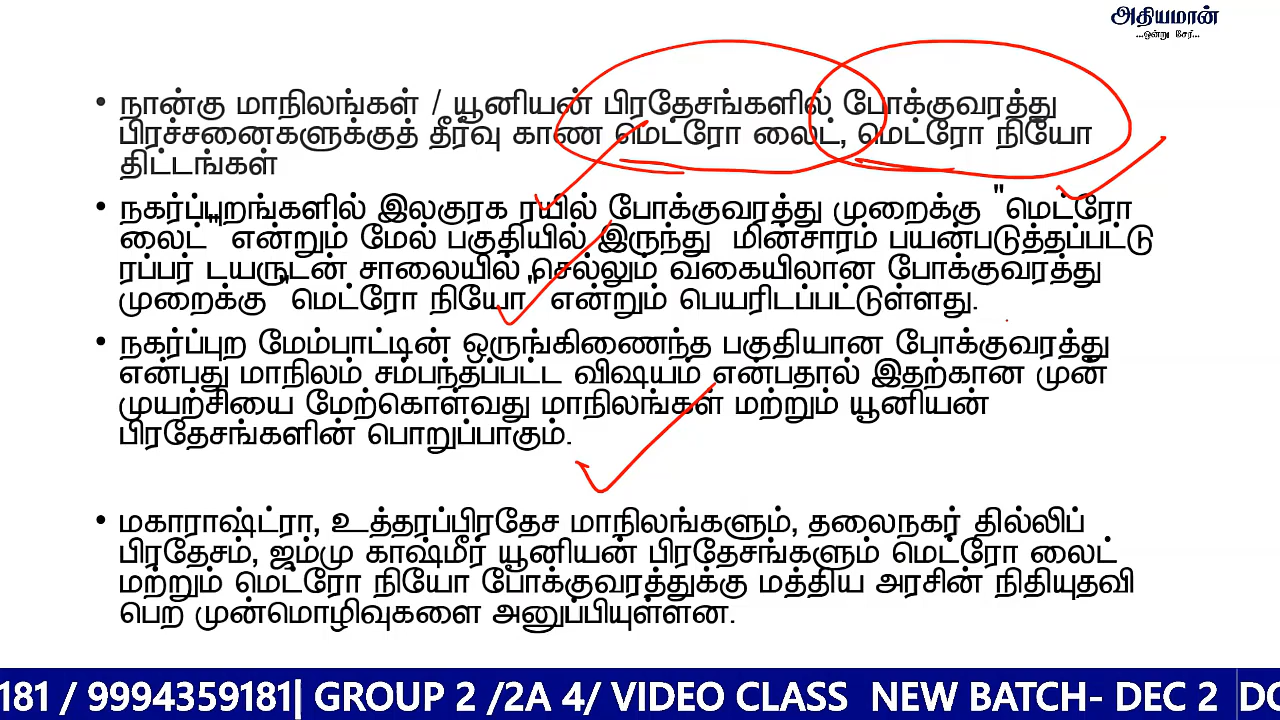 அதியமான்
...ஒன்று சேர்...
• நான்கு மாநிலங்கள் / யூனியன் பிரதேசங்களில் போக்குவரத்து
பிரச்சனைகளுக்குத் தீர்வு காண மெட்ரோ லைட், மெட்ரோ நியோ
திட்டங்கள்
• நகர்ப்புறங்களில் இலகுரக ரயில் போக்குவரத்து முறைக்கு "மெட்ரோ
லைட்" என்றும் மேல் பகுதியில் இருந்து மின்சாரம் பயன்படுத்தப்பட்டு
ரப்பர் டயருடன் சாலையில் செல்லும் வகையிலான போக்குவரத்து
முறைக்கு "மெட்ரோ நியோ" என்றும் பெயரிடப்பட்டுள்ளது.
• நகர்ப்புற மேம்பாட்டின் ஒருங்கிணைந்த பகுதியான போக்குவரத்து
என்பது மாநிலம் சம்பந்தப்பட்ட விஷயம் என்பதால் இதற்கான முன்
முயற்சியை மேற்கொள்வது மாநிலங்கள் மற்றும் யூனியன்
பிரதேசங்களின் பொறுப்பாகும்.
• மகாராஷ்ட்ரா, உத்தரப்பிரதேச மாநிலங்களும், தலைநகர் தில்லிப்
பிரதேசம், ஜம்மு காஷ்மீர் யூனியன் பிரதேசங்களும் மெட்ரோ லைட்
மற்றும் மெட்ரோ நியோ போக்குவரத்துக்கு மத்திய அரசின் நிதியுதவி
பெற முன்மொழிவுகளை அனுப்பியுள்ளன.
181 / 9994359181| GROUP 2 /2A 4/ VIDEO CLASS NEW BATCH- DEC 2 DO